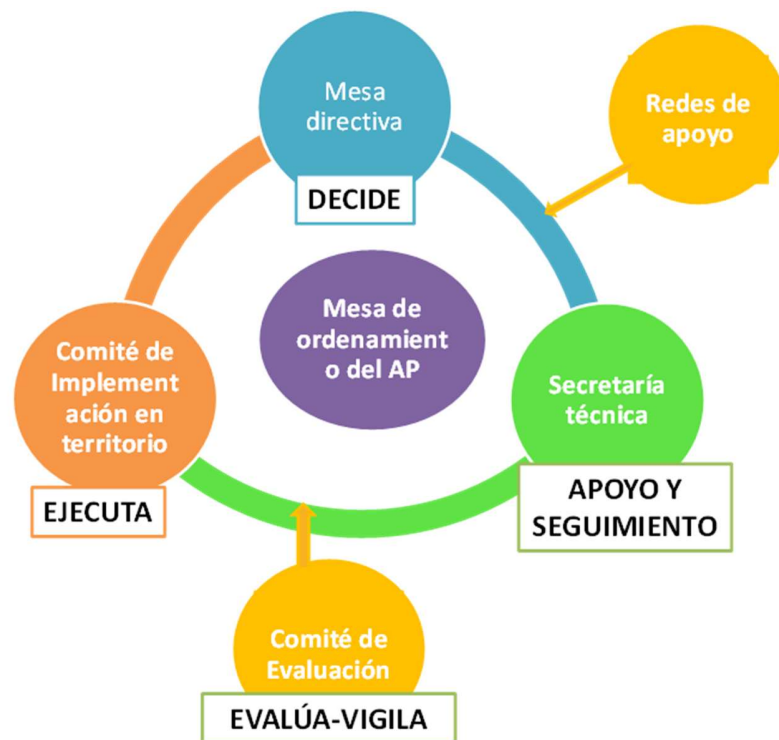 Mesa
directiva
DECIDE
Redes de
apoyo
Mesa de
ordenamient
o del AP
Comité de
Implement
ación en
territorio
EJECUTA
Secretaría
técnica
APOYO Y
SEGUIMIENTO
Comité de
Evaluación
EVALÚA-VIGILA